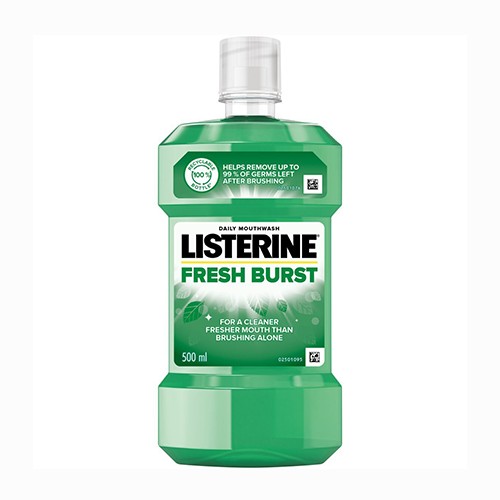 RECYCLABLE
100%
BOTTLE
HELPS REMOVE UP TO
99% OF GERMS LEFT
AFTER BRUSHING
DAILY MOUTHWASH
LISTERINE®
FRESH BURST
FOR A CLEANER
FRESHER MOUTH THAN
BRUSHING ALONE
500 ml
02101095